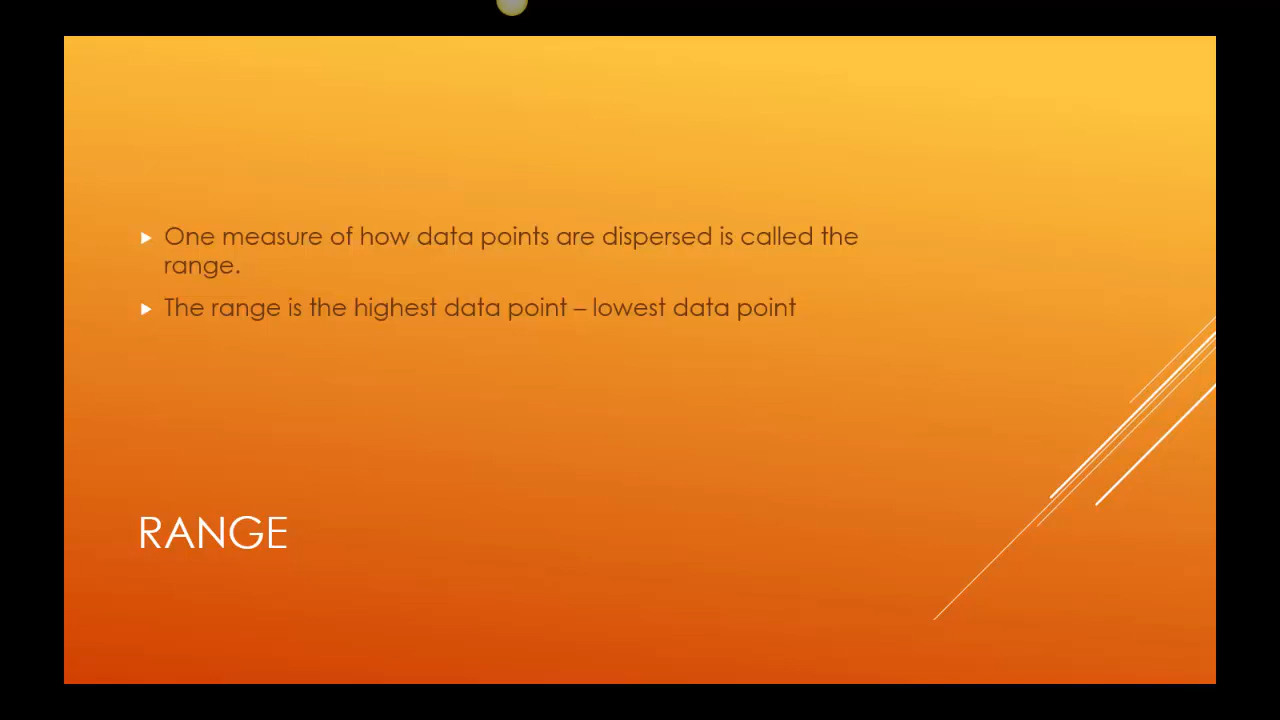 One measure of how data points are dispersed is called the
range.
The range is the highest data point – lowest data point
RANGE